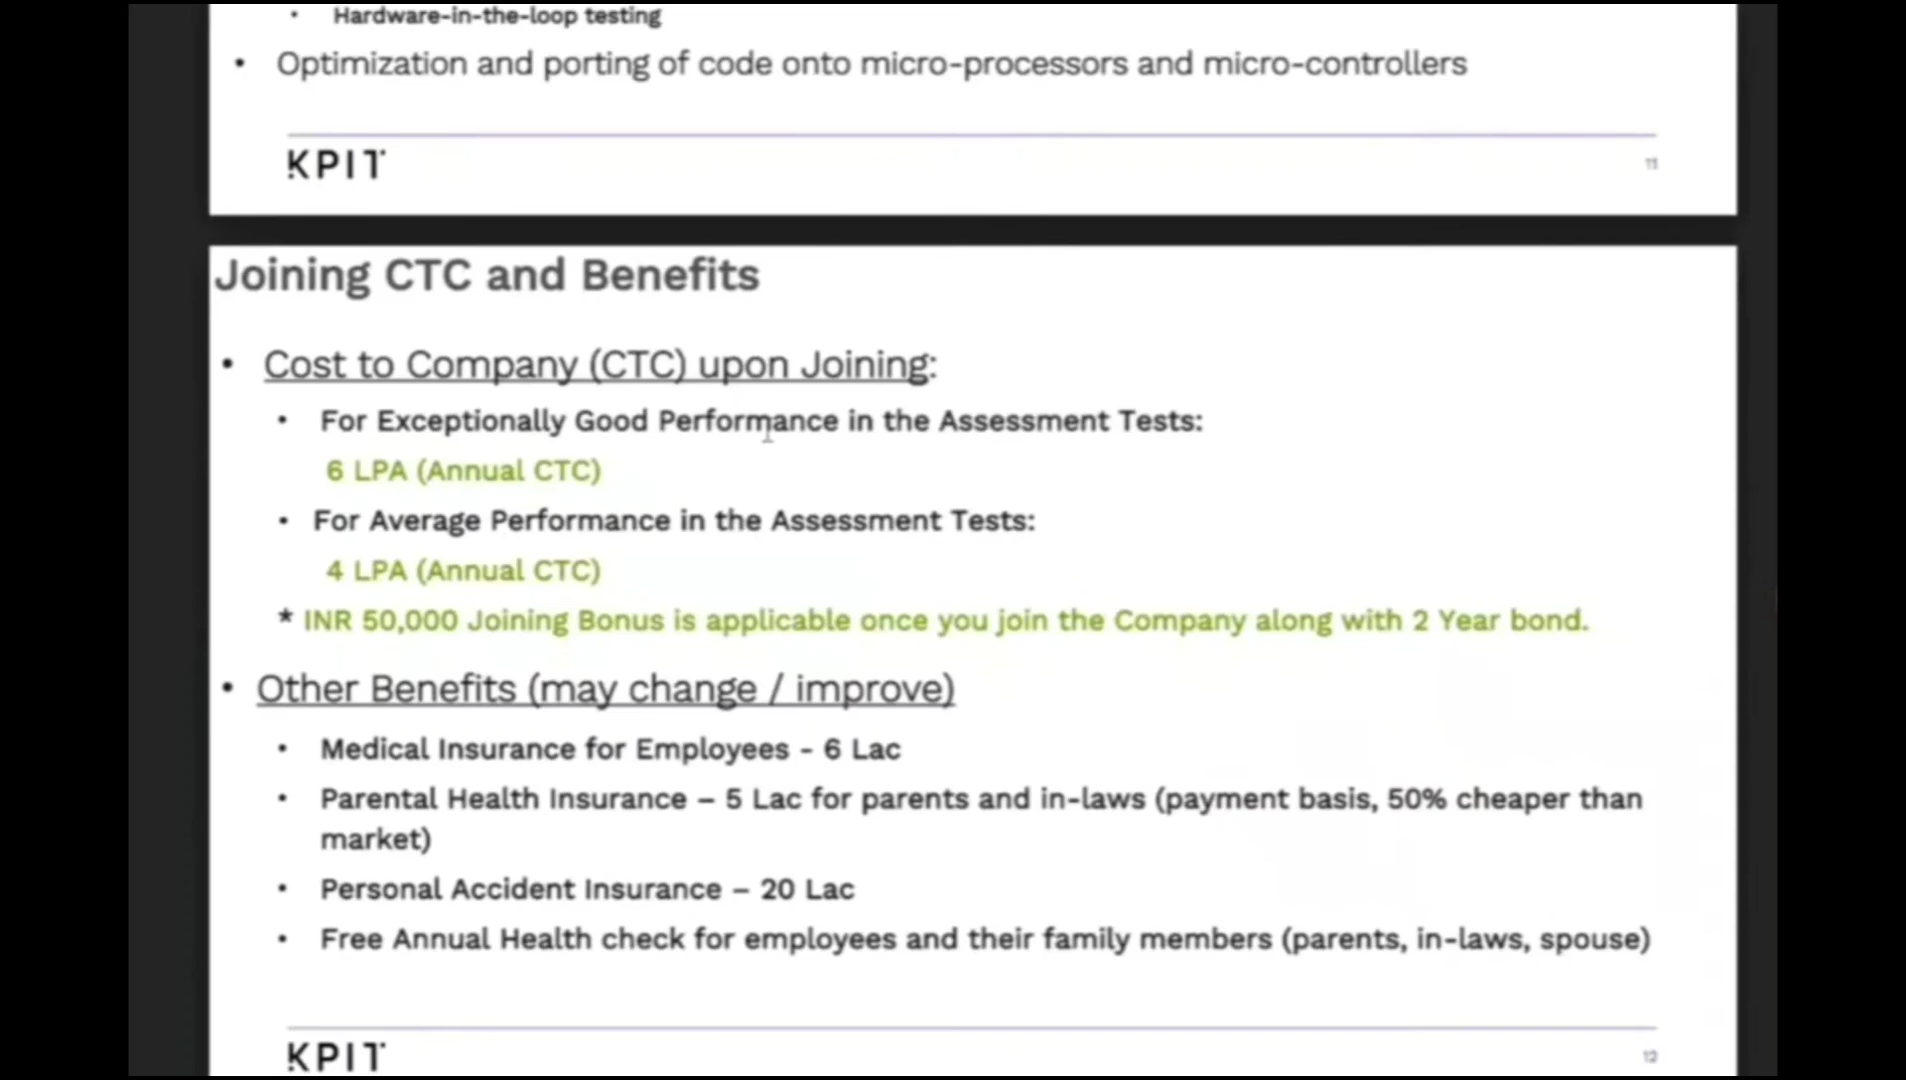 • Hardware-in-the-loop testing
• Optimization and porting of code onto micro-processors and micro-controllers
KPIT
11
Joining CTC and Benefits
• Cost to Company (CTC) upon Joining:
• For Exceptionally Good Performance in the Assessment Tests:
6 LPA (Annual CTC)
• For Average Performance in the Assessment Tests:
4 LPA (Annual CTC)
* INR 50,000 Joining Bonus is applicable once you join the Company along with 2 Year bond.
• Other Benefits (may change / improve)
• Medical Insurance for Employees - 6 Lac
• Parental Health Insurance – 5 Lac for parents and in-laws (payment basis, 50% cheaper than
market)
• Personal Accident Insurance – 20 Lac
• Free Annual Health check for employees and their family members (parents, in-laws, spouse)
KPIT
12